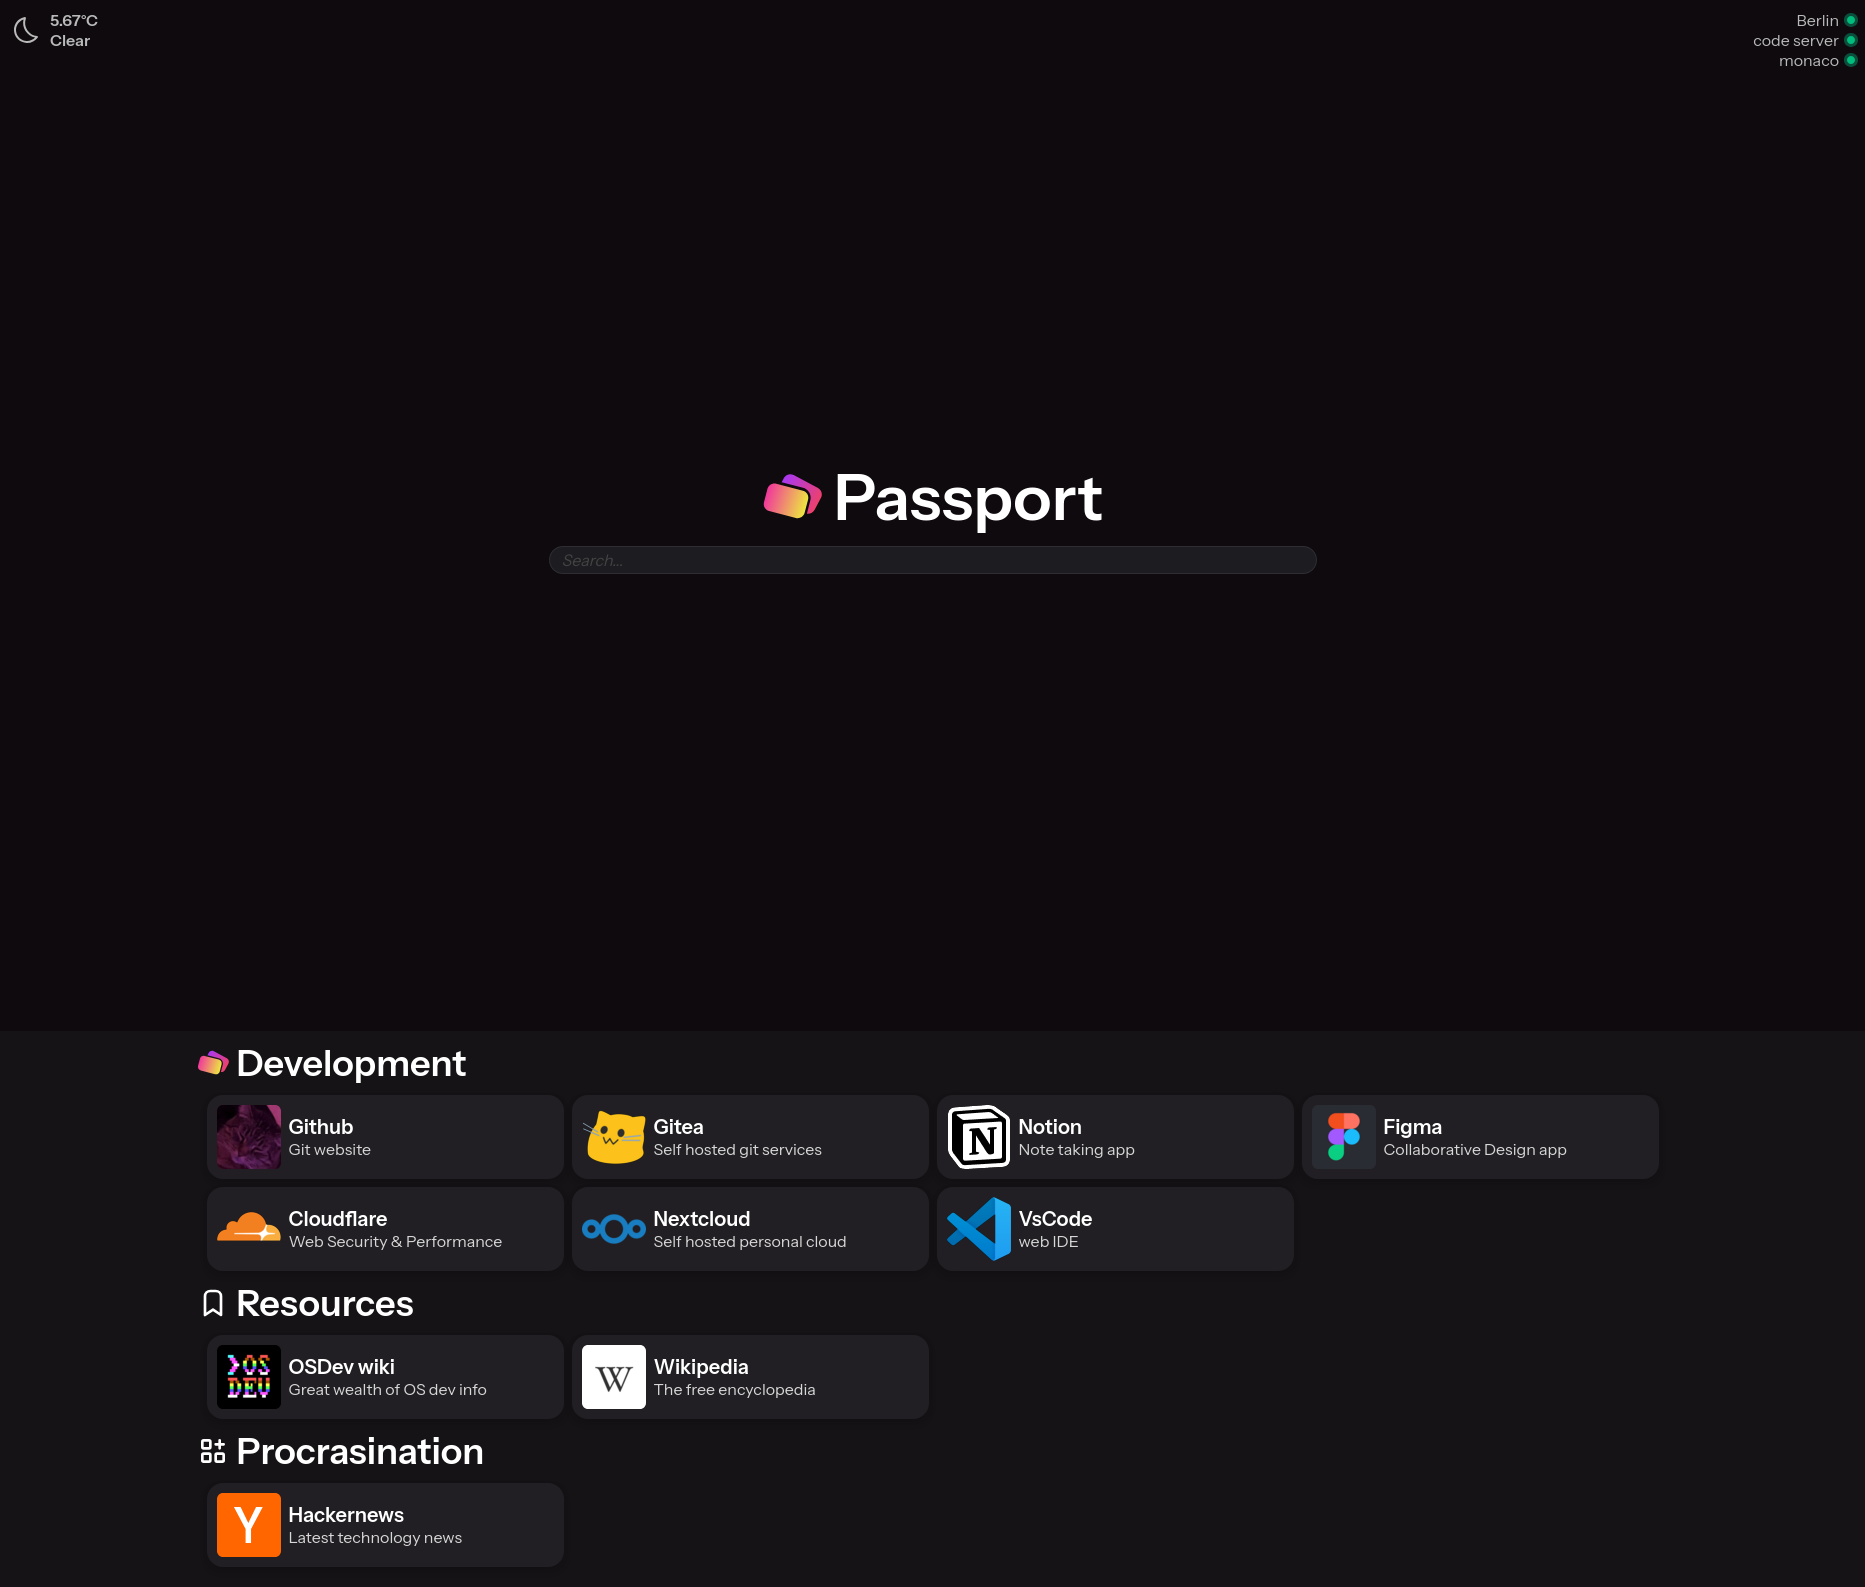 5.67°C
Clear
Berlin
code server
monaco
Passport
Search...
Development
Github
Git website
Gitea
Self hosted git services
N
Notion
Note taking app
Figma
Collaborative Design app
Cloudflare
Web Security & Performance
Nextcloud
Self hosted personal cloud
VsCode
web IDE
Resources
>OS
DEV
OSDev wiki
Great wealth of OS dev info
W
Wikipedia
The free encyclopedia
Procrasination
Y
Hackernews
Latest technology news